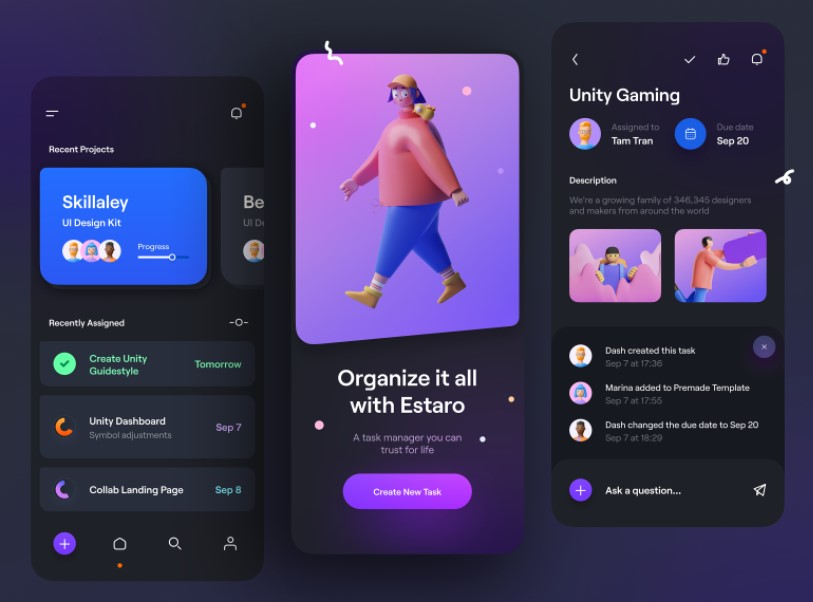 Recent Projects
Skillaley
UI Design Kit
Progress
Be
UI De
Recently Assigned
Create Unity
Guidestyle
Tomorrow
Unity Dashboard
Symbol adjustments
Sep 7
Collab Landing Page
Sep 8
Organize it all
with Estaro
A task manager you can
trust for life
Create New Task
Unity Gaming
Assigned to
Tam Tran
Due date
Sep 20
Description
We're a growing family of 346,345 designers
and makers from around the world
Dash created this task
Sep 7 at 17:36
Marina added to Premade Template
Sep 7 at 17:55
Dash changed the due date to Sep 20
Sep 7 at 18:29
Ask a question...